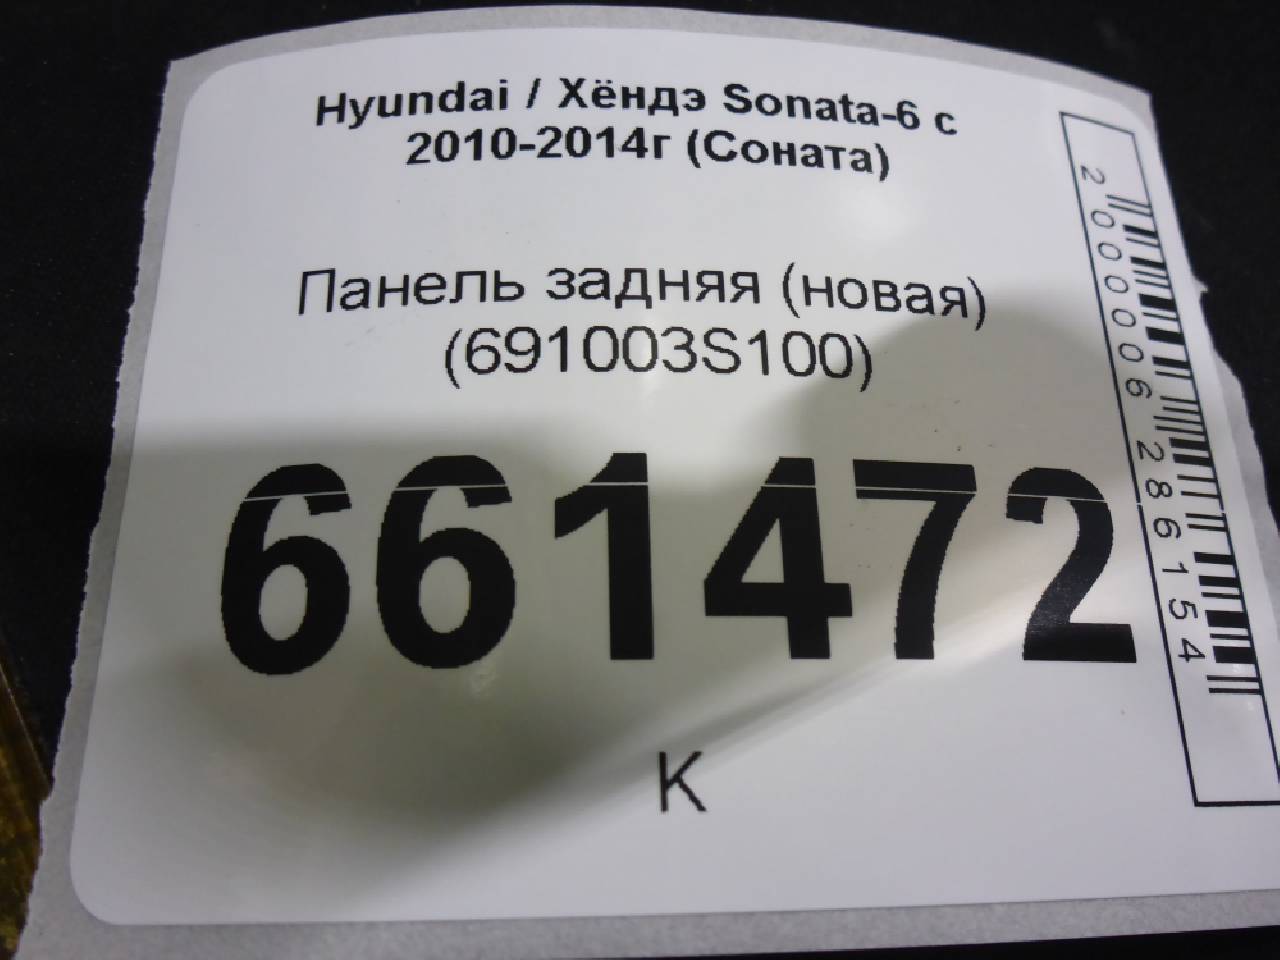 Hyundai / Хёндэ Sonata-6 с
2010-2014г (Соната)
Панель задняя (новая)
(691003S100)
661472
К
2000006286154